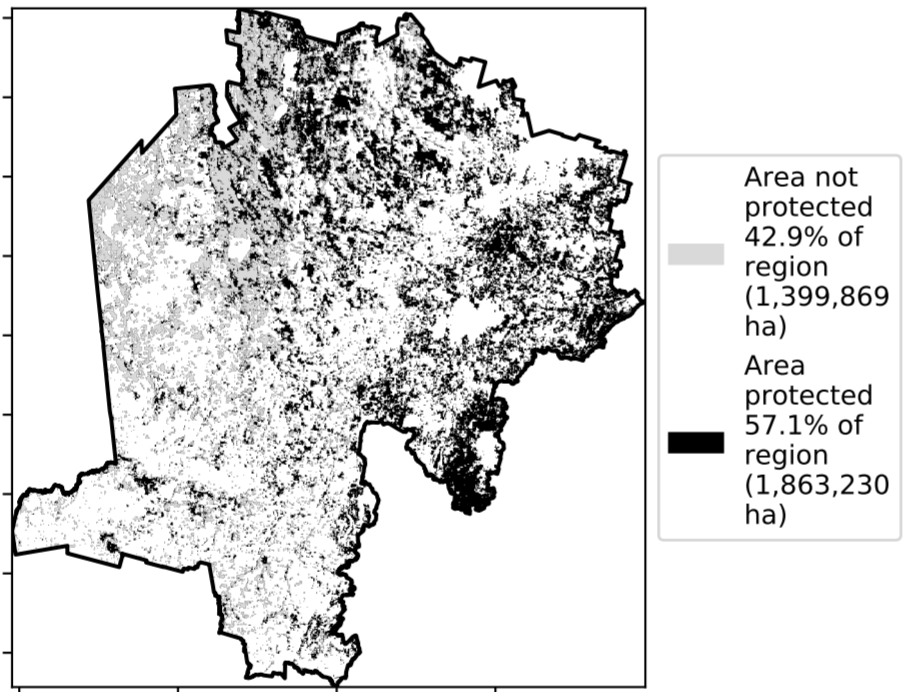 Area not
protected
42.9% of
region
(1,399,869
ha)
Area
protected
57.1% of
region
(1,863,230
ha)